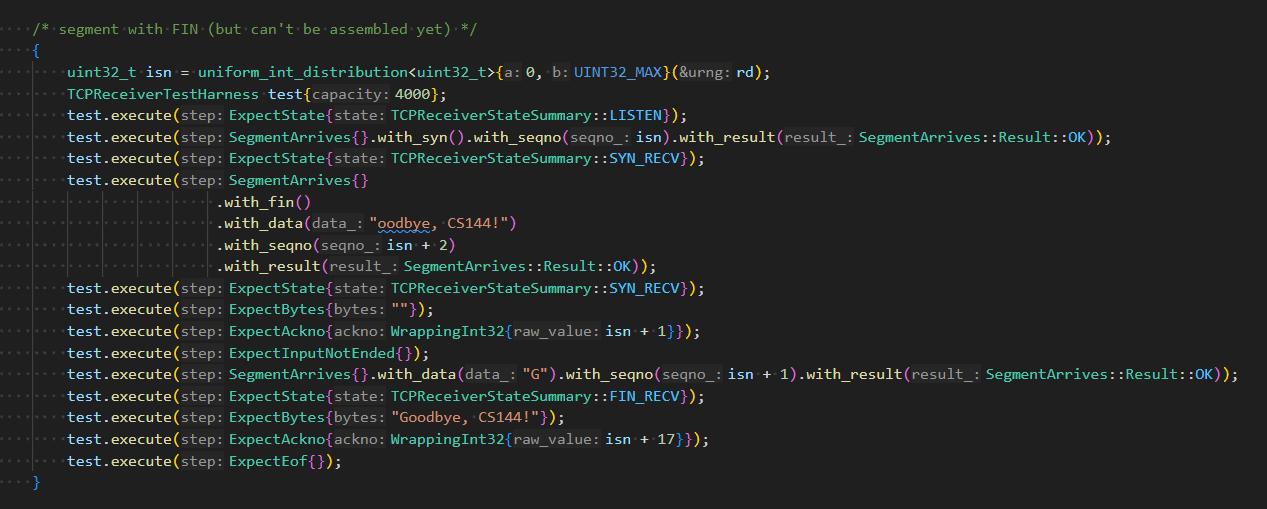 /* segment with FIN (but can't be assembled yet) */
{
uint32_t isn = uniform_int_distribution<uint32_t>{a: 0, b: UINT32_MAX}(&urng: rd);
TCPReceiverTestHarness test{capacity: 4000};
test.execute(step: ExpectState{state: TCPReceiverStateSummary::LISTEN});
test.execute(step: SegmentArrives{}.with_syn().with_seqno(seqno_: isn).with_result(result_: SegmentArrives::Result::OK));
test.execute(step: ExpectState{state: TCPReceiverStateSummary::SYN_RECV});
test.execute(step: SegmentArrives{}
.with_fin()
.with_data(data_: "oodbye, CS144!")
.with_seqno(seqno_: isn + 2)
.with_result(result_: SegmentArrives::Result::OK));
test.execute(step: ExpectState{state: TCPReceiverStateSummary::SYN_RECV});
test.execute(step: ExpectBytes{bytes: ""});
test.execute(step: ExpectAckno{ackno: WrappingInt32{raw_value: isn + 1}});
test.execute(step: ExpectInputNotEnded{});
test.execute(step: SegmentArrives{}.with_data(data_: "G").with_seqno(seqno_: isn + 1).with_result(result_: SegmentArrives::Result::OK));
test.execute(step: ExpectState{state: TCPReceiverStateSummary::FIN_RECV});
test.execute(step: ExpectBytes{bytes: "Goodbye, CS144!"});
test.execute(step: ExpectAckno{ackno: WrappingInt32{raw_value: isn + 17}});
test.execute(step: ExpectEof{});
}